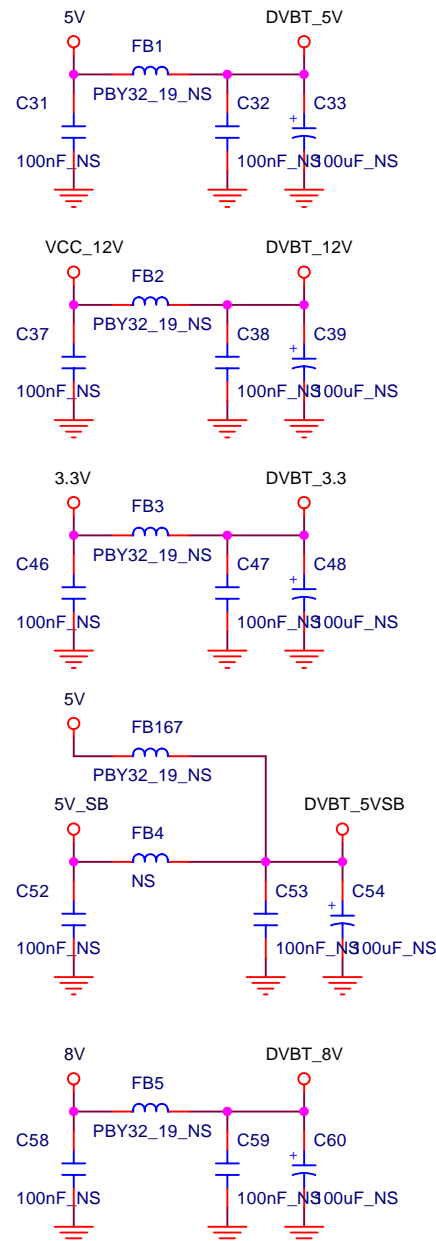 5V DVBT_5V
FB1
C31 C32 C33
PBY32_19_NS
+
100nF_NS 100nF_NS 100uF_NS
VCC_12V DVBT_12V
FB2
C37 PBY32_19_NS C38 C39
+
100nF_NS 100nF_NS 100uF_NS
3.3V DVBT_3.3
FB3
C46 PBY32_19_NS C47 C48
+
100nF_NS 100nF_NS 100uF_NS
5V
FB167
PBY32_19_NS
5V_SB DVBT_5VSB
FB4
C52 NS C53 C54
+
100nF_NS 100nF_NS 100uF_NS
8V DVBT_8V
FB5
C58 PBY32_19_NS C59 C60
+
100nF_NS 100nF_NS 100uF_NS